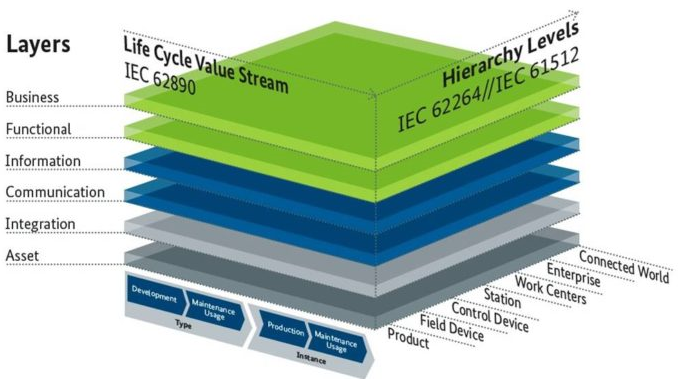 Layers
Life Cycle Value Stream
IEC 62890
Hierarchy Levels
IEC 62264//IEC 61512
Business
Functional
Information
Communication
Integration
Asset
Development
Maintenance
Usage
Type
Production
Maintenance
Usage
Instance
Product
Field Device
Control Device
Station
Work Centers
Enterprise
Connected World